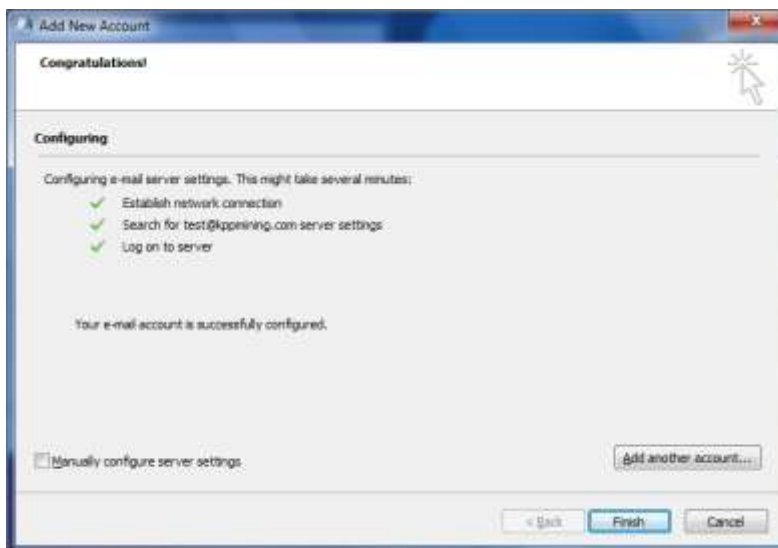 Add New Account
Congratulations!
Configuring
Configuring e-mail server settings. This might take several minutes:
Establish network connection
Search for test@kppmining.com server settings
Log on to server
Your e-mail account is successfully configured.
Manually configure server settings
Add another account...
< Back Finish Cancel